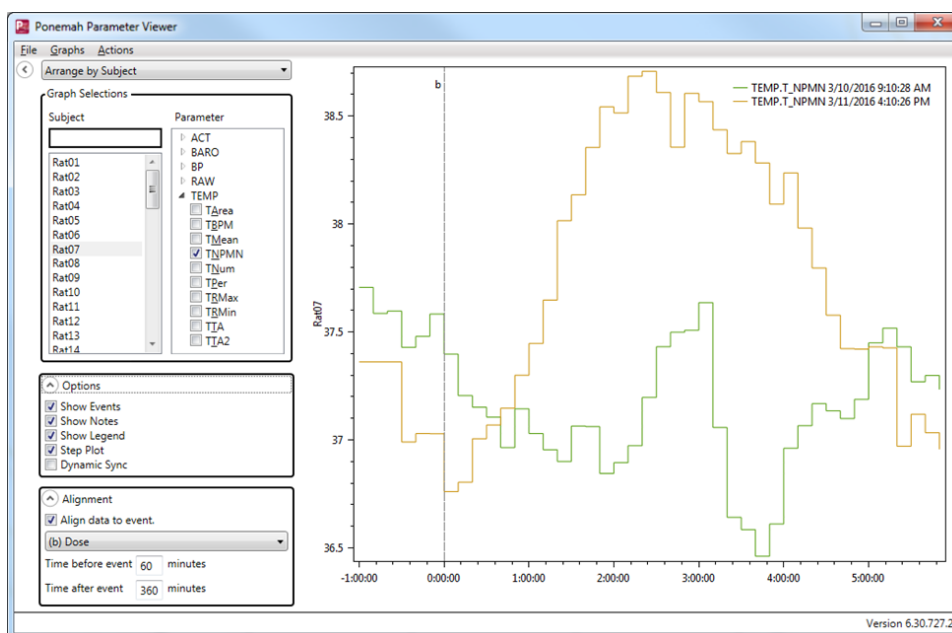 Ponemah Parameter Viewer
File Graphs Actions
Arrange by Subject
Graph Selections
Subject
Rat01
Rat02
Rat03
Rat04
Rat05
Rat06
Rat07
Rat08
Rat09
Rat10
Rat11
Rat12
Rat13
Rat14
Parameter
ACT
BARO
BP
RAW
TEMP
TArea
TBPM
TMean
TNPMN
TNum
TPer
TRMax
TRMin
TTA
TTA2
Options
Show Events
Show Notes
Show Legend
Step Plot
Dynamic Sync
Alignment
Align data to event.
(b) Dose
Time before event 60 minutes
Time after event 360 minutes
b
TEMP.T_NPMN 3/10/2016 9:10:28 AM
TEMP.T_NPMN 3/11/2016 4:10:26 PM
38.5
38
37.5
37
36.5
Rat07
-1:00:00 0:00:00 1:00:00 2:00:00 3:00:00 4:00:00 5:00:00
Version 6.30.727.2